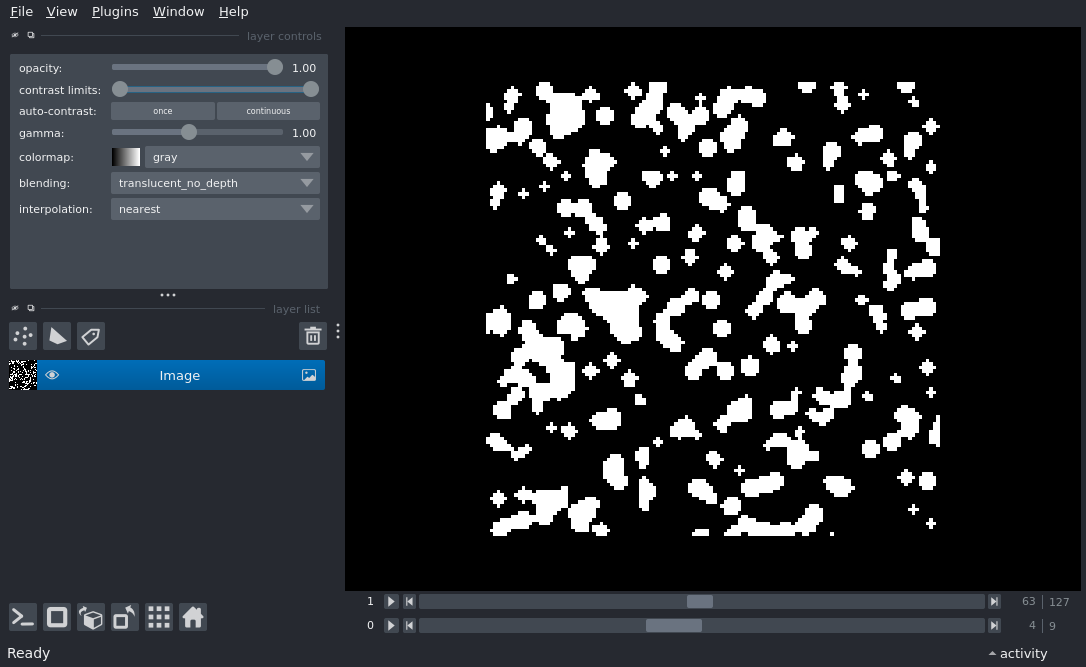 File View Plugins Window Help
layer controls
opacity: 1.00
contrast limits:
auto-contrast: once continuous
gamma: 1.00
colormap: gray
blending: translucent_no_depth
interpolation: nearest
layer list
Image
1 63 127
0 4 9
Ready activity